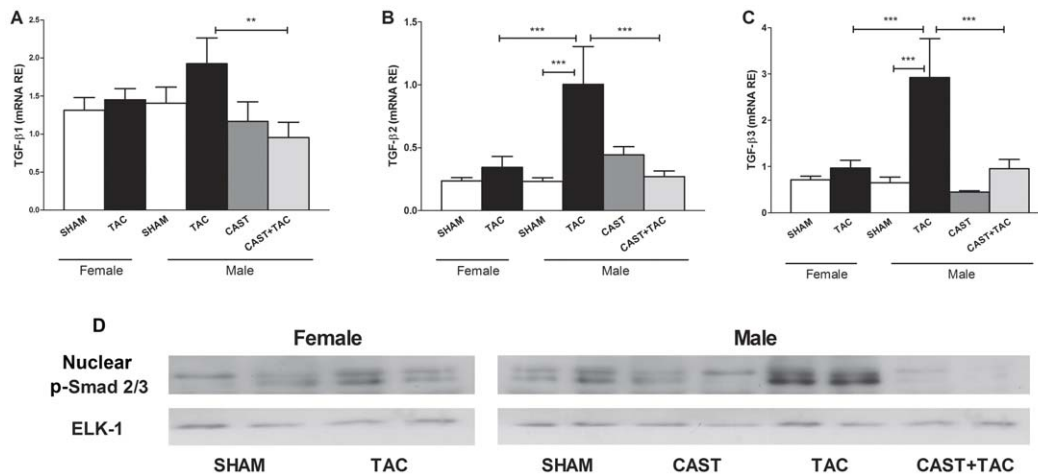 A
TGF-β1 (mRNA RE)
2.5
2.0
1.5
1.0
0.5
0.0
**
SHAM
TAC
SHAM
TAC
CAST
CAST+TAC
Female
Male
B
TGF-β2 (mRNA RE)
1.5
1.0
0.5
0.0
***
***
***
SHAM
TAC
SHAM
TAC
CAST
CAST+TAC
Female
Male
C
TGF-β3 (mRNA RE)
4
3
2
1
0
***
***
***
SHAM
TAC
SHAM
TAC
CAST
CAST+TAC
Female
Male
D
Female
Male
Nuclear
p-Smad 2/3
ELK-1
SHAM
TAC
SHAM
CAST
TAC
CAST+TAC